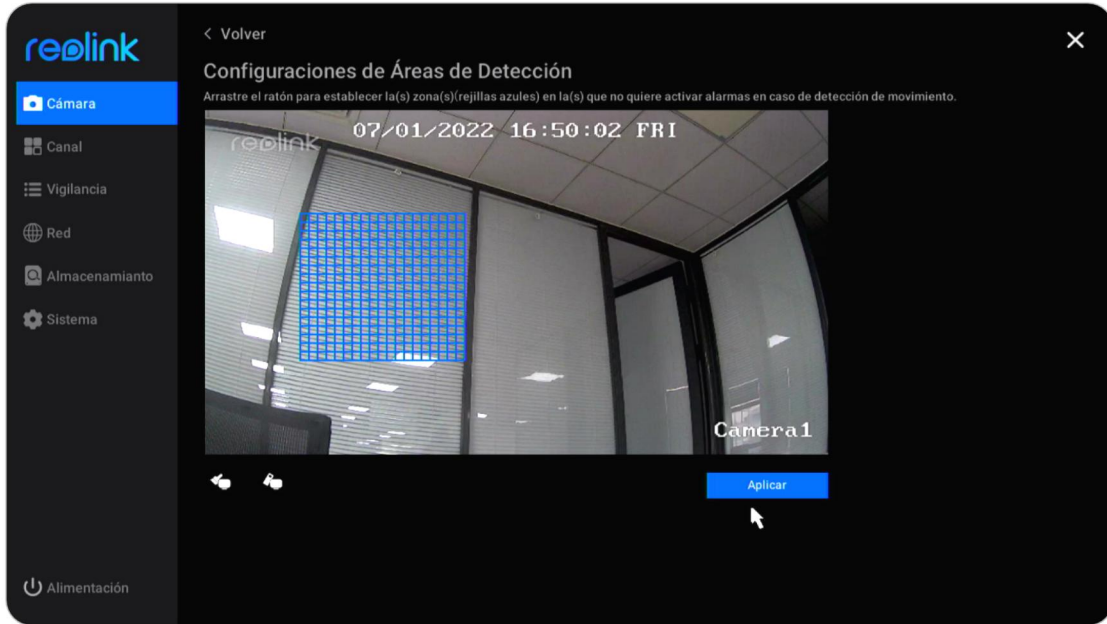 reolink
Cámara
Canal
Vigilancia
Red
Almacenamianto
Sistema
Alimentación
< Volver
Configuraciones de Áreas de Detección
Arrastre el ratón para establecer la(s) zona(s)(rejillas azules) en la(s) que no quiere activar alarmas en caso de detección de movimiento.
07/01/2022 16:50:02 FRI
reolink
Camera1
Aplicar